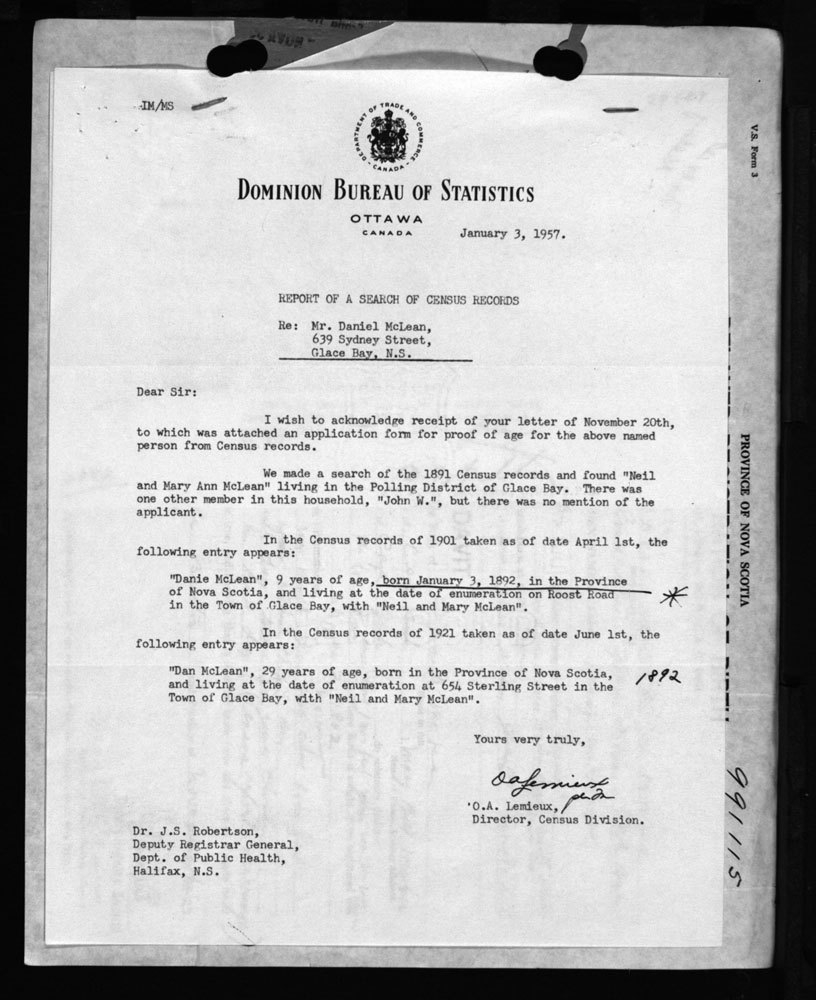 IM/MS
DEPARTMENT OF TRADE AND COMMERCE
CANADA
DOMINION BUREAU OF STATISTICS
OTTAWA
CANADA
January 3, 1957.
REPORT OF A SEARCH OF CENSUS RECORDS
Re: Mr. Daniel McLean,
639 Sydney Street,
Glace Bay, N.S.
Dear Sir:
I wish to acknowledge receipt of your letter of November 20th,
to which was attached an application form for proof of age for the above named
person from Census records.
We made a search of the 1891 Census records and found "Neil
and Mary Ann McLean" living in the Polling District of Glace Bay. There was
one other member in this household, "John W.", but there was no mention of the
applicant.
In the Census records of 1901 taken as of date April 1st, the
following entry appears:
"Danie McLean", 9 years of age, born January 3, 1892, in the Province
of Nova Scotia, and living at the date of enumeration on Roost Road
in the Town of Glace Bay, with "Neil and Mary McLean".
In the Census records of 1921 taken as of date June 1st, the
following entry appears:
"Dan McLean", 29 years of age, born in the Province of Nova Scotia,
and living at the date of enumeration at 654 Sterling Street in the
Town of Glace Bay, with "Neil and Mary McLean".
1892
Yours very truly,
O.A. Lemieux
O.A. Lemieux,
Director, Census Division.
Dr. J.S. Robertson,
Deputy Registrar General,
Dept. of Public Health,
Halifax, N.S.
V.S. Form 3
PROVINCE OF NOVA SCOTIA
991115